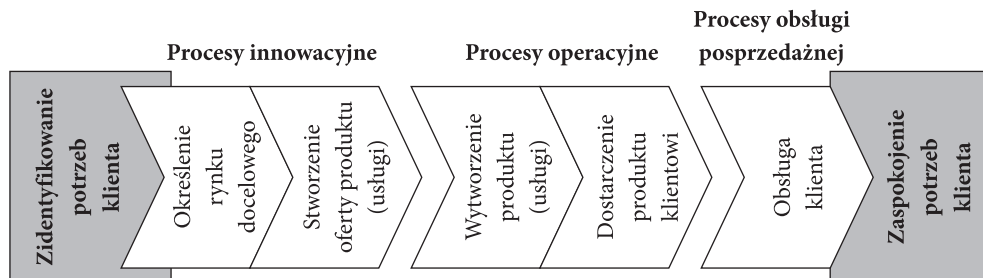 Procesy innowacyjne
Procesy operacyjne
Procesy obsługi
posprzedażnej
Zidentyfikowanie
potrzeb
klienta
Określenie
rynku
docelowego
Stworzenie
oferty produktu
(usługi)
Wytworzenie
produktu
(usługi)
Dostarczenie
produktu
klientowi
Obsługa
klienta
Zaspokojenie
potrzeb
klienta